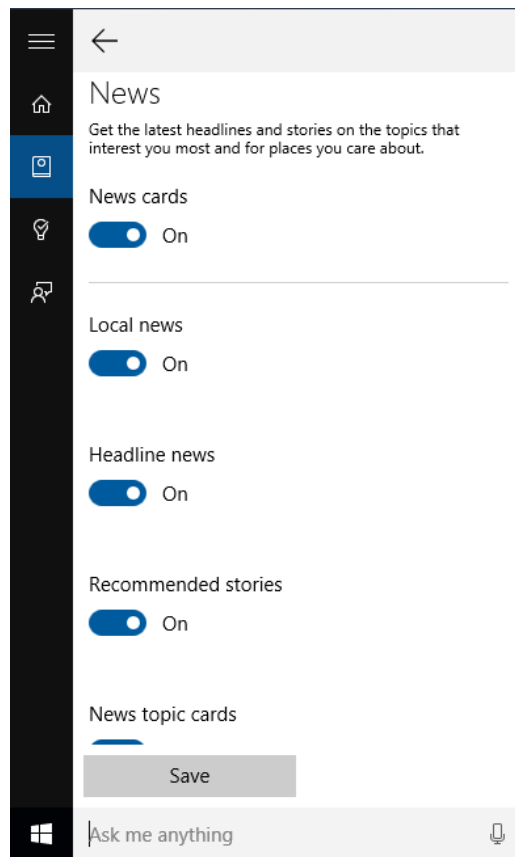 News
Get the latest headlines and stories on the topics that
interest you most and for places you care about.
News cards
On
Local news
On
Headline news
On
Recommended stories
On
News topic cards
Save
Ask me anything